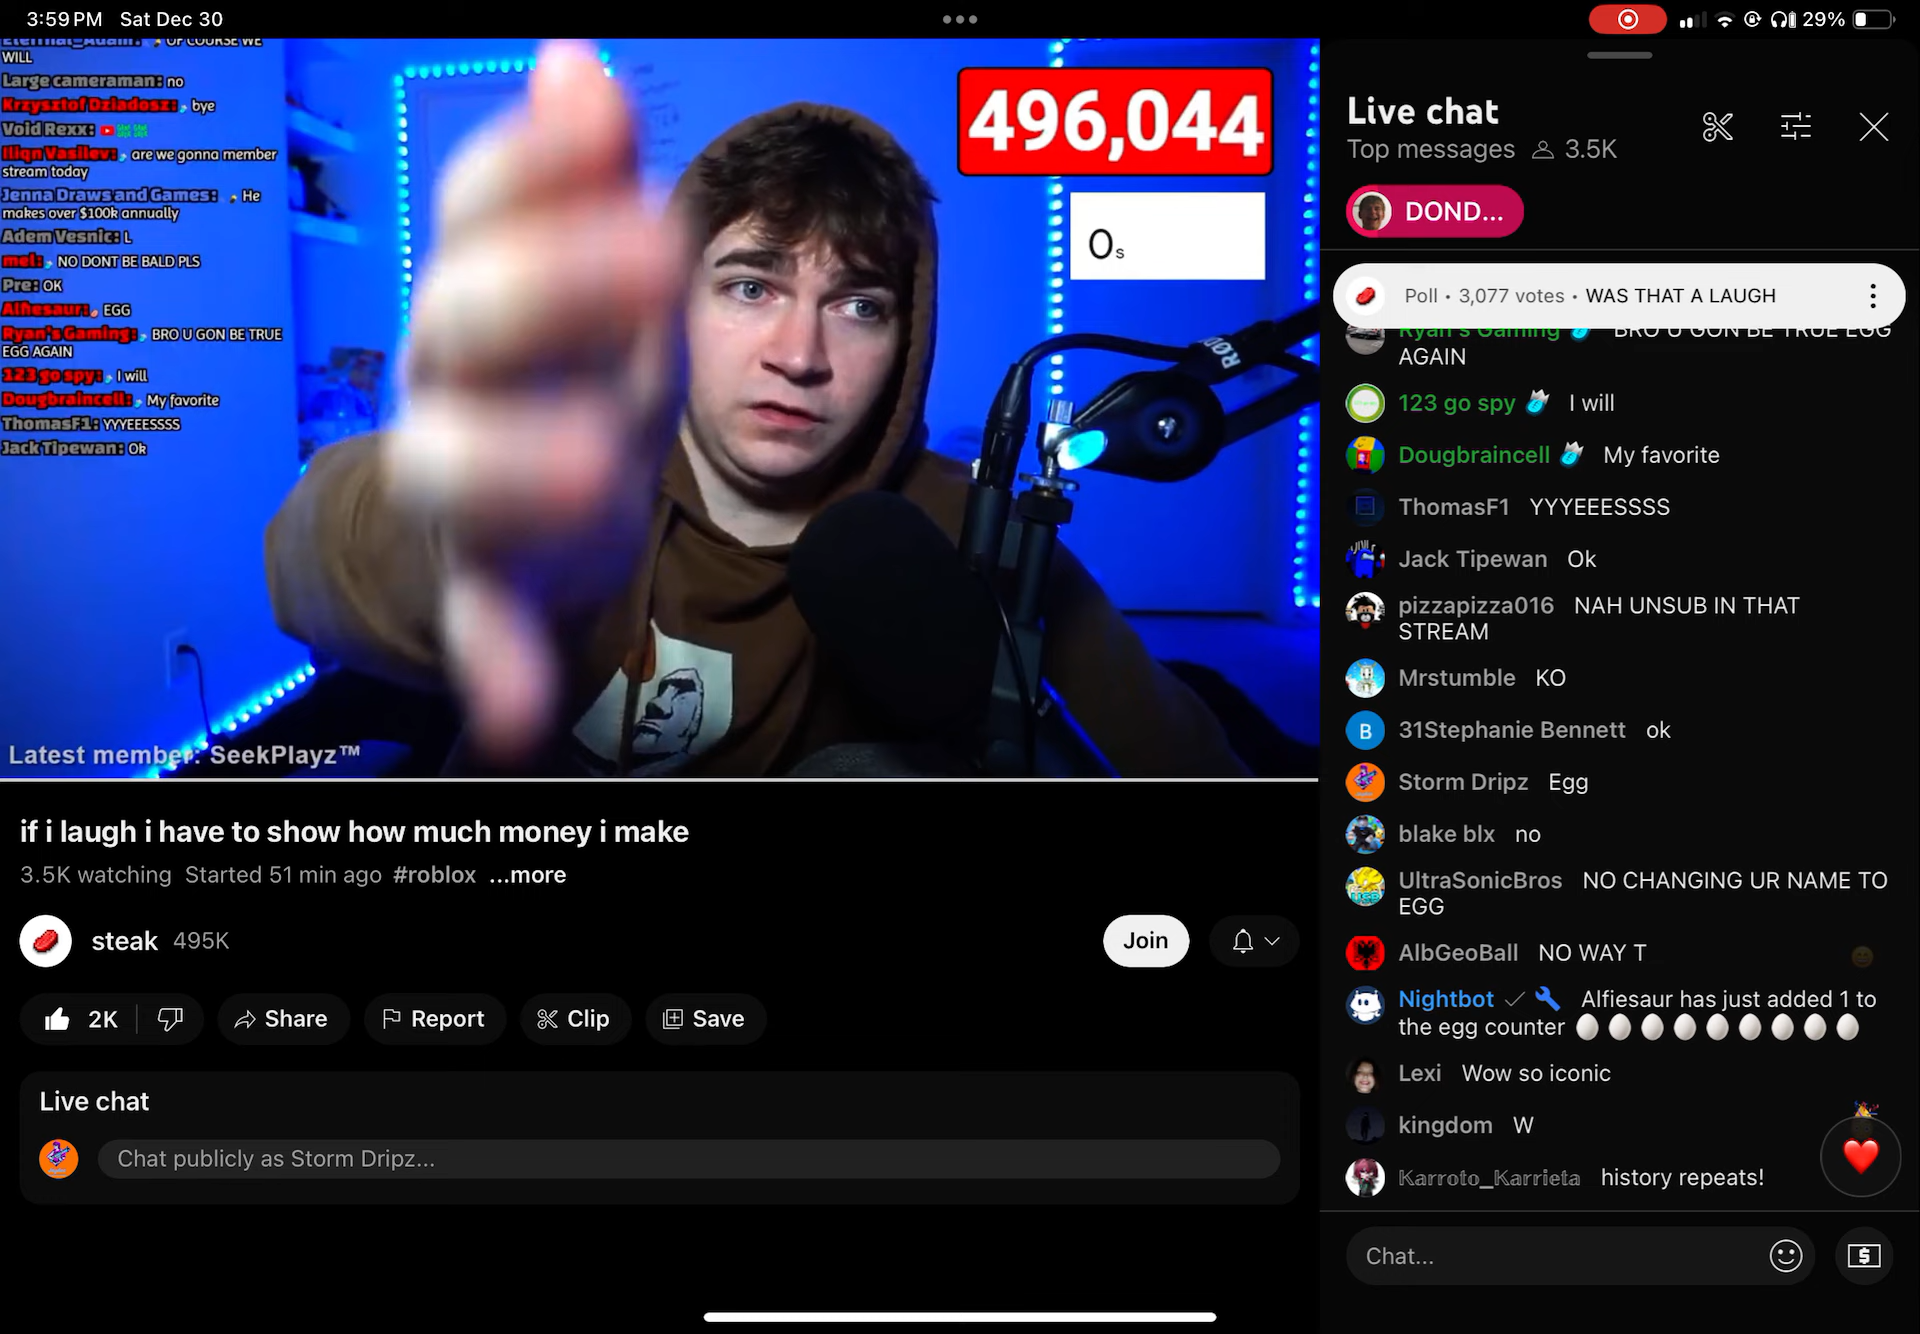 3:59 PM Sat Dec 30
29%
OF COURSE WE
WILL
Large cameraman: no
Krzysztof Dziadosz: bye
Void Rexx:
Iliqn Vasilev: are we gonna member
stream today
Jenna Draws and Games: He
makes over $100k annually
Adem Vesnic: L
mel: NO DONT BE BALD PLS
Pre: OK
Alfiesaur: EGG
Ryan's Gaming: BRO U GON BE TRUE
EGG AGAIN
123 go spy: I will
Dougbraincell: My favorite
ThomasF1: YYYEEESSSS
Jack Tipewan: Ok
496,044
0s
RØDE
Latest member: SeekPlayz™
if i laugh i have to show how much money i make
3.5K watching Started 51 min ago #roblox ...more
steak 495K
Join
2K
Share
Report
Clip
Save
Live chat
Chat publicly as Storm Dripz...
Live chat
Top messages 3.5K
DOND...
Poll • 3,077 votes • WAS THAT A LAUGH
Ryan's Gaming BRO U GON BE TRUE EGG
AGAIN
123 go spy I will
Dougbraincell My favorite
ThomasF1 YYYEEESSSS
Jack Tipewan Ok
pizzapizza016 NAH UNSUB IN THAT
STREAM
Mrstumble KO
B 31Stephanie Bennett ok
Storm Dripz Egg
blake blx no
UltraSonicBros NO CHANGING UR NAME TO
EGG
AlbGeoBall NO WAY T
Nightbot Alfiesaur has just added 1 to
the egg counter 🥚🥚🥚🥚🥚🥚🥚🥚🥚
Lexi Wow so iconic
kingdom W
𝕂arroto_𝕂arrieta history repeats!
Chat...